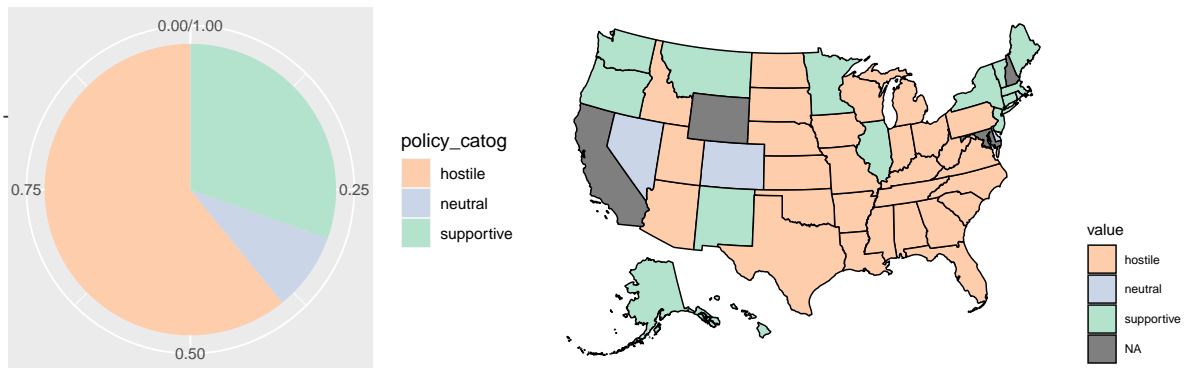 0.00/1.00
0.75
0.25
0.50
policy_catog
hostile
neutral
supportive
value
hostile
neutral
supportive
NA